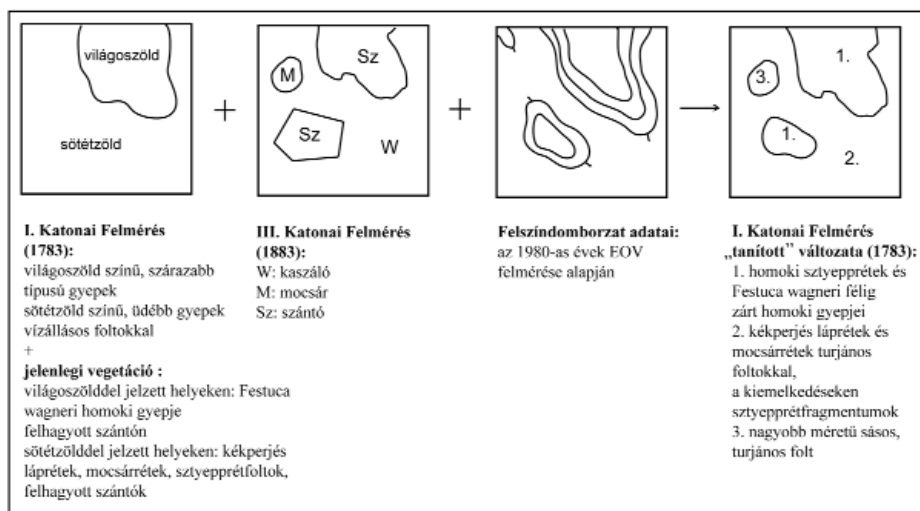 világoszöld
sötétzöld
+
M
Sz
Sz
W
+
3.
1.
1.
2.
I. Katonai Felmérés
(1783):
világoszöld színű, szárazabb
típusú gyepek
sötétzöld színű, üdébb gyepek
vízállásos foltokkal
+
jelenlegi vegetáció :
világoszölddel jelzett helyeken: Festuca
wagneri homoki gyepje
felhagyott szántón
sötétzölddel jelzett helyeken: kékperjés
láprétek, mocsárrétek, sztyepprétfoltok,
felhagyott szántók
III. Katonai Felmérés
(1883):
W: kaszáló
M: mocsár
Sz: szántó
Felszíndomborzat adatai:
az 1980-as évek EOV
felmérése alapján
I. Katonai Felmérés
„tanított” változata (1783):
1. homoki sztyepprétek és
Festuca wagneri félig
zárt homoki gyepjei
2. kékperjés láprétek és
mocsárrétek turjános
foltokkal,
a kiemelkedéseken
sztyepprétfragmentumok
3. nagyobb méretű sásos,
turjános folt